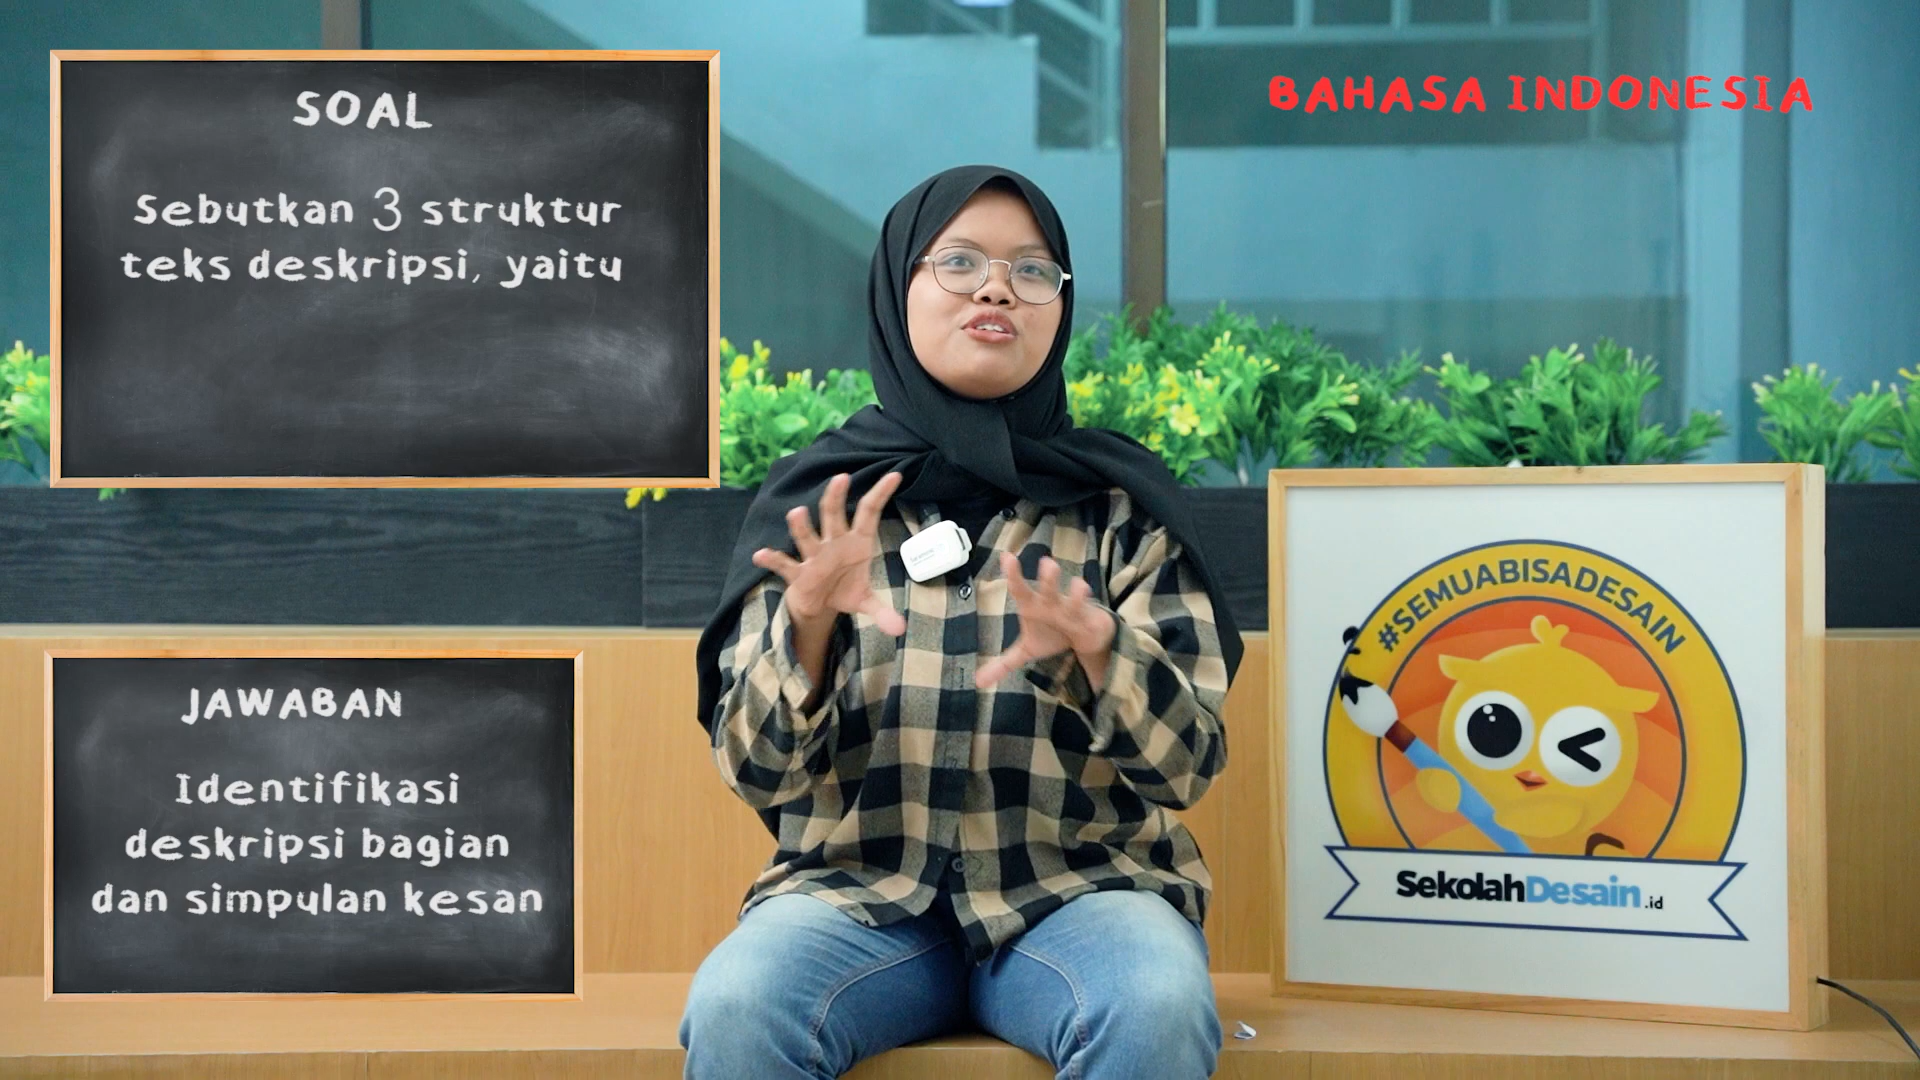 SOAL
Sebutkan 3 struktur
teks deskripsi, yaitu
BAHASA INDONESIA
JAWABAN
Identifikasi
deskripsi bagian
dan simpulan kesan
#SEMUABISADESAIN
SekolahDesain.id